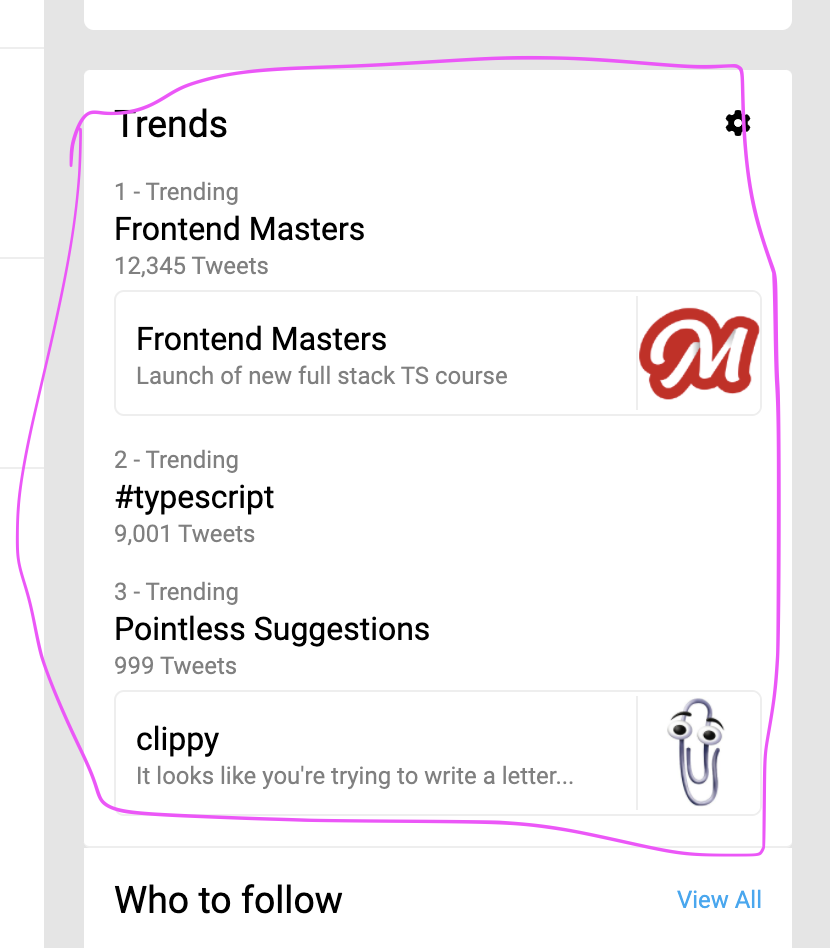 Trends
1 - Trending
Frontend Masters
12,345 Tweets
Frontend Masters
Launch of new full stack TS course
M
2 - Trending
#typescript
9,001 Tweets
3 - Trending
Pointless Suggestions
999 Tweets
clippy
It looks like you're trying to write a letter...
Who to follow
View All